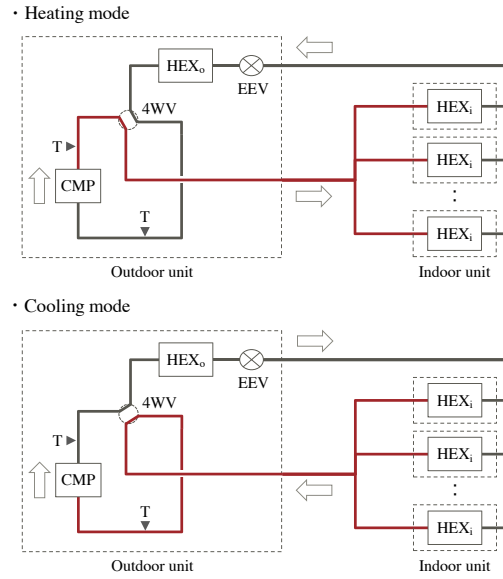 · Heating mode
HEXo
EEV
4WV
HEXi
T
HEXi
CMP
:
T
HEXi
Outdoor unit
Indoor unit
· Cooling mode
HEXo
EEV
4WV
HEXi
T
HEXi
CMP
:
T
HEXi
Outdoor unit
Indoor unit